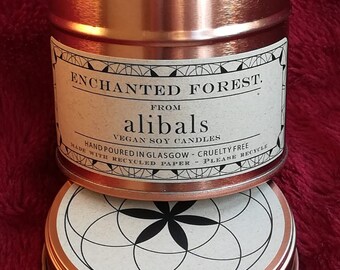 ENCHANTED FOREST.
FROM
alibals
VEGAN SOY CANDLES
HAND POURED IN GLASGOW - CRUELTY FREE
MADE WITH RECYCLED PAPER - PLEASE RECYCLE